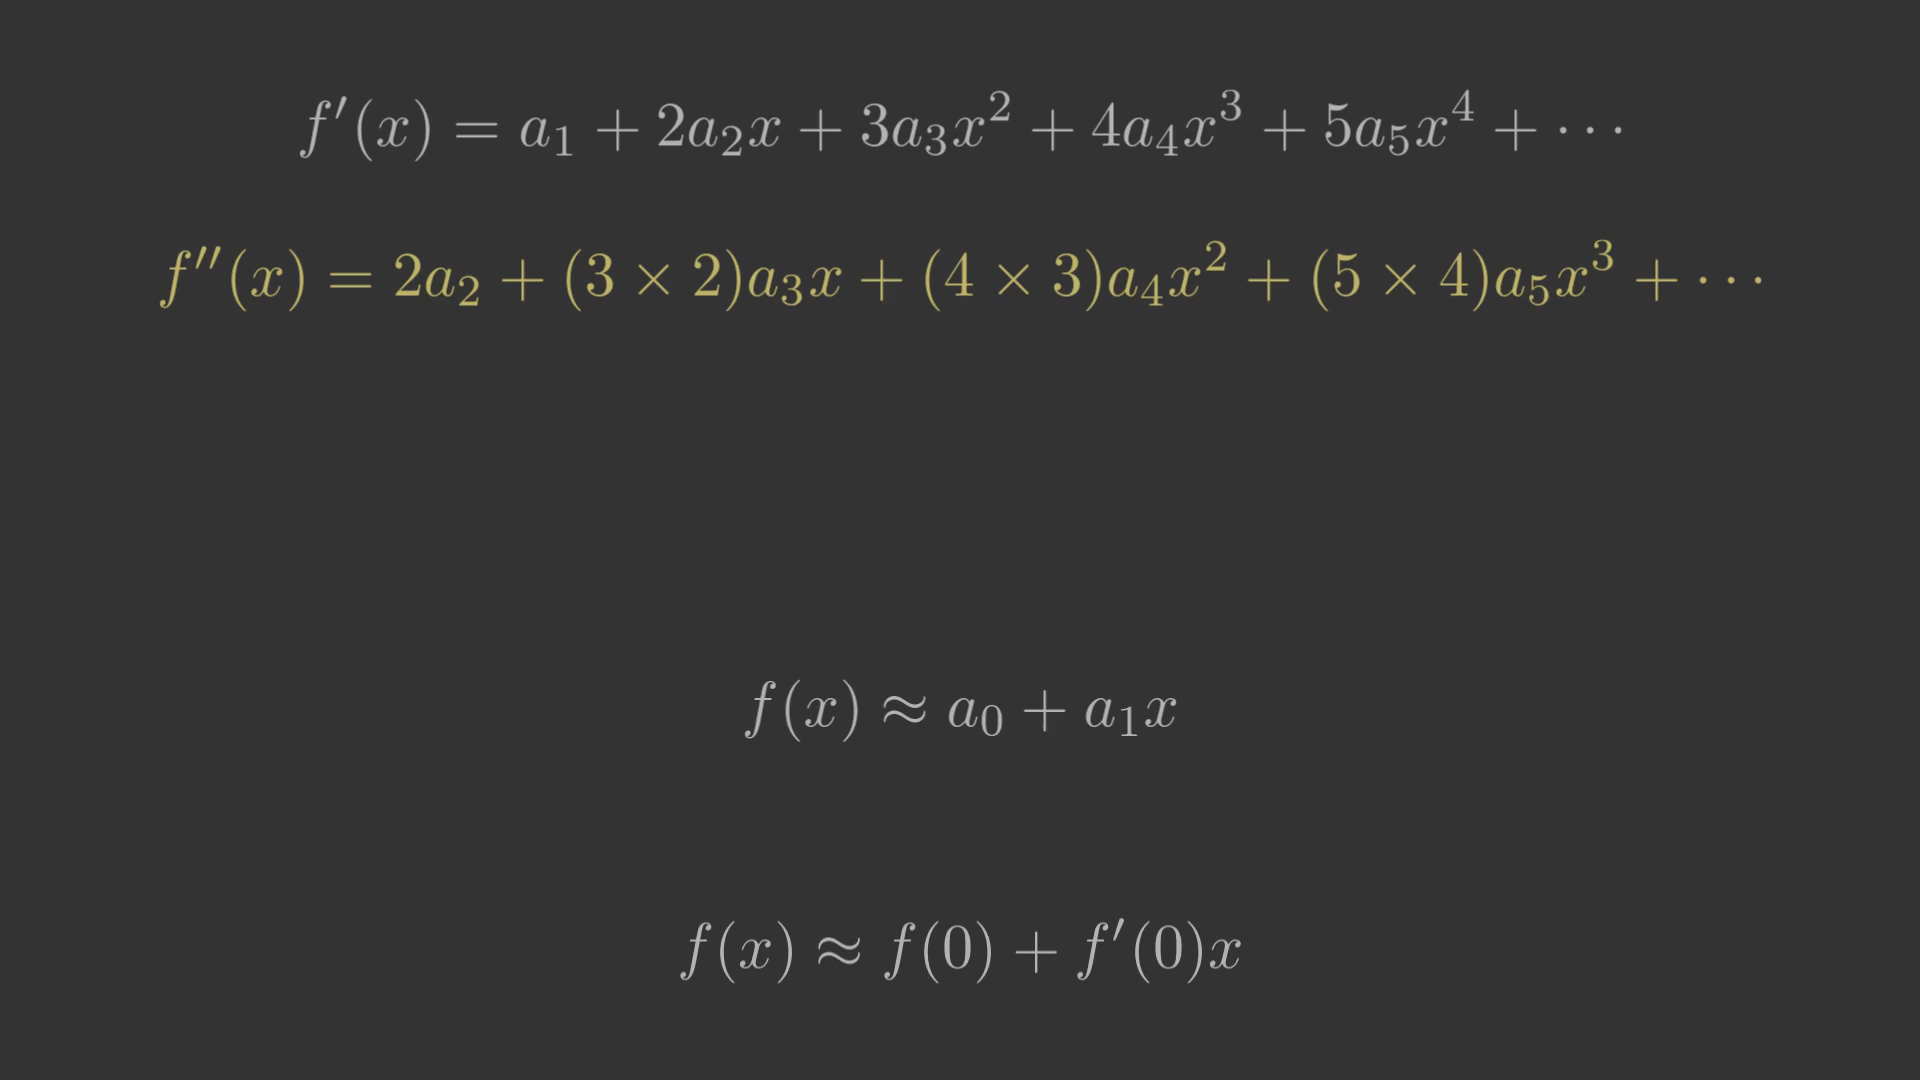 f′(x) = a₁ + 2a₂x + 3a₃x² + 4a₄x³ + 5a₅x⁴ + ⋯
f″(x) = 2a₂ + (3 × 2)a₃x + (4 × 3)a₄x² + (5 × 4)a₅x³ + ⋯
f(x) ≈ a₀ + a₁x
f(x) ≈ f(0) + f′(0)x